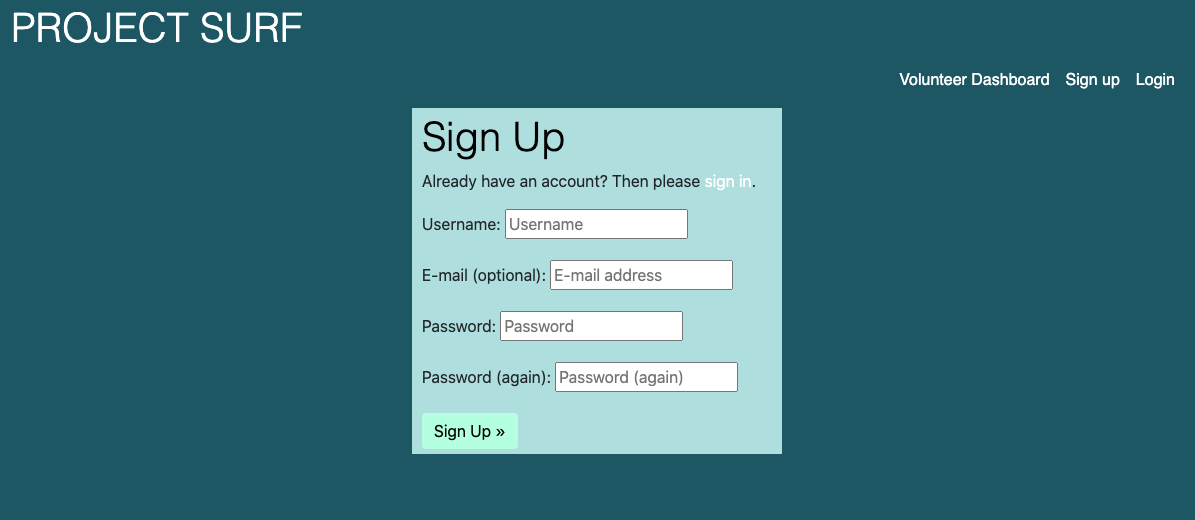 PROJECT SURF
Volunteer Dashboard Sign up Login
Sign Up
Already have an account? Then please sign in.
Username: Username
E-mail (optional): E-mail address
Password: Password
Password (again): Password (again)
Sign Up »